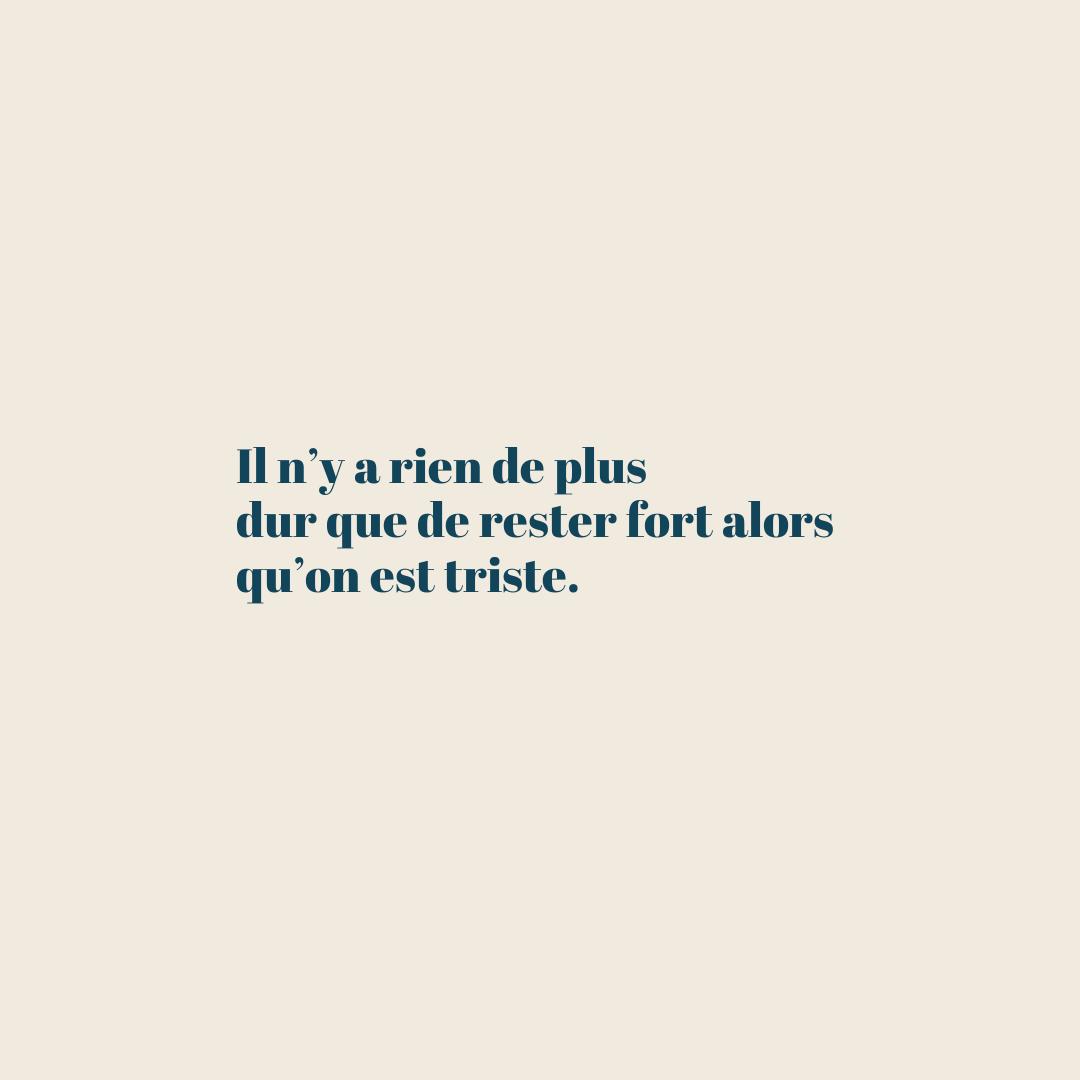 Il n’y a rien de plus
dur que de rester fort alors
qu’on est triste.